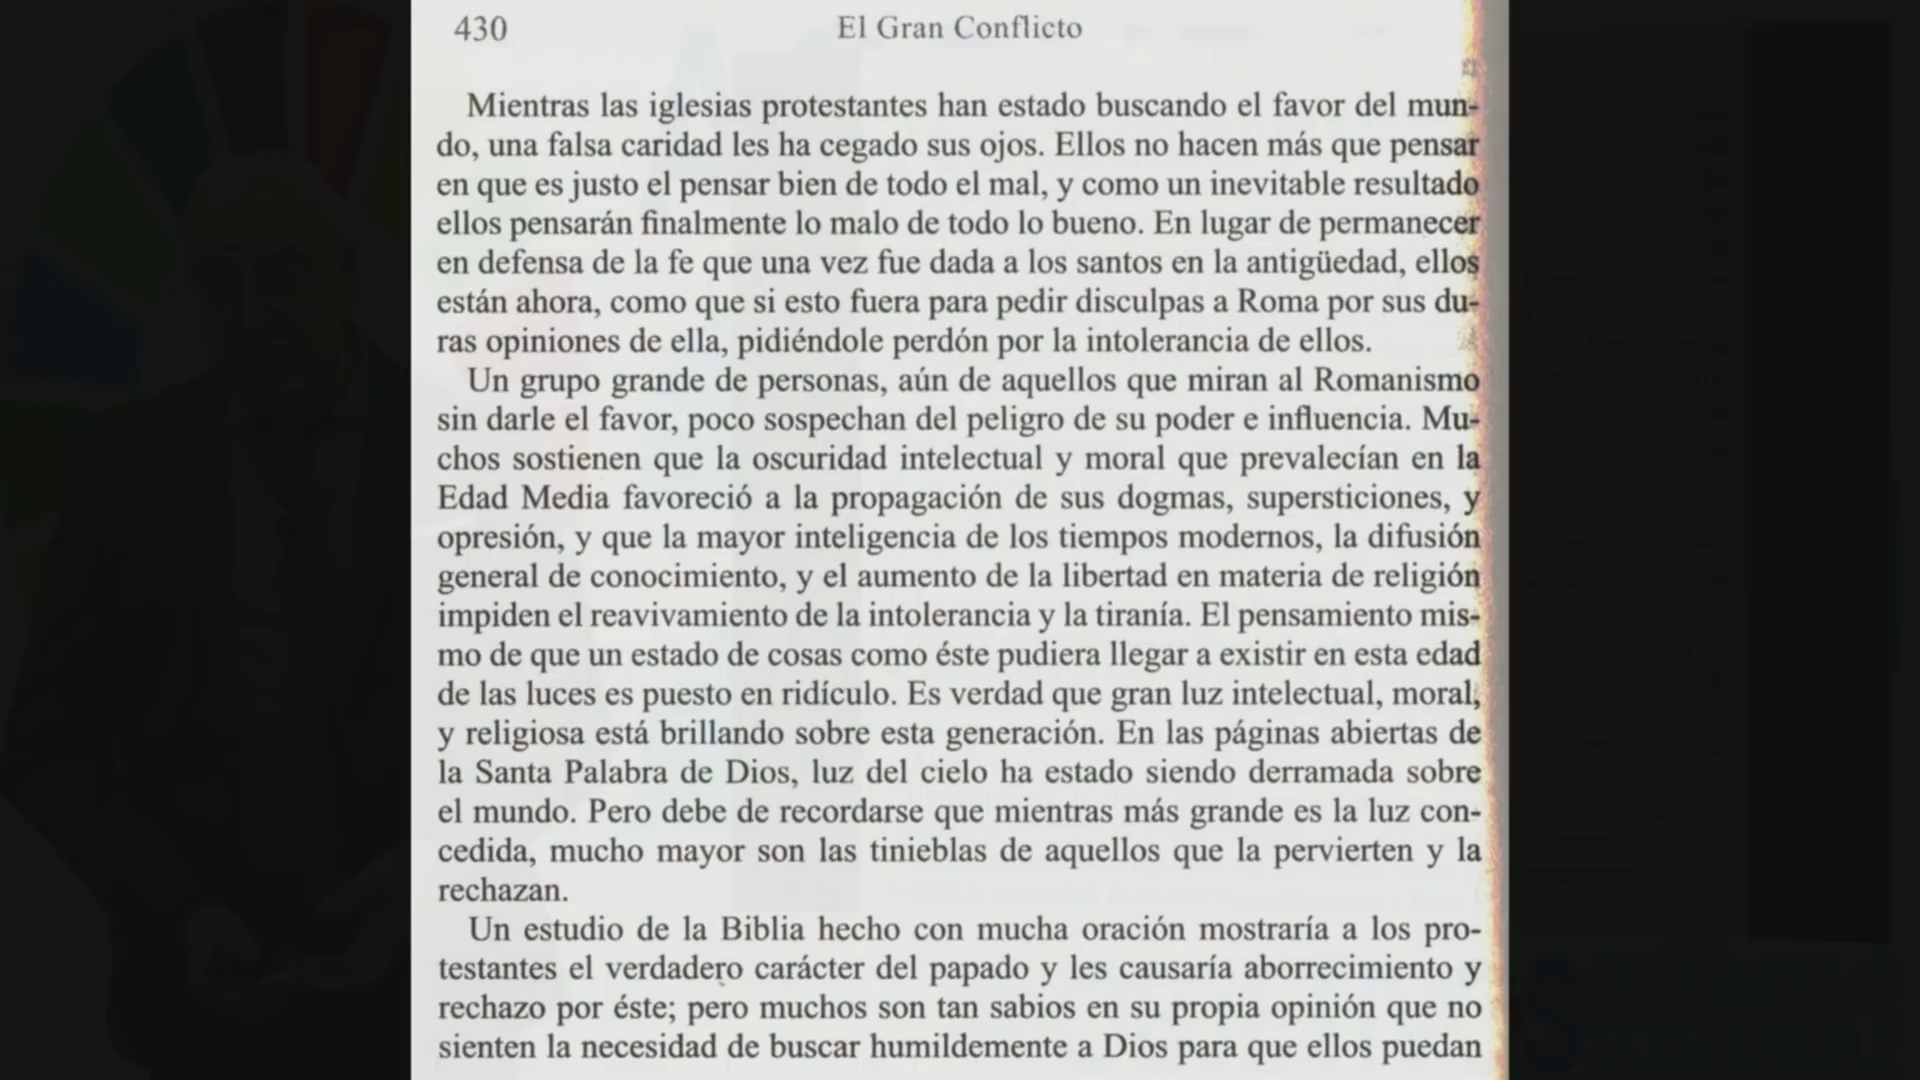 430
El Gran Conflicto
Mientras las iglesias protestantes han estado buscando el favor del mun-
do, una falsa caridad les ha cegado sus ojos. Ellos no hacen más que pensar
en que es justo el pensar bien de todo el mal, y como un inevitable resultado
ellos pensarán finalmente lo malo de todo lo bueno. En lugar de permanecer
en defensa de la fe que una vez fue dada a los santos en la antigüedad, ellos
están ahora, como que si esto fuera para pedir disculpas a Roma por sus du-
ras opiniones de ella, pidiéndole perdón por la intolerancia de ellos.
Un grupo grande de personas, aún de aquellos que miran al Romanismo
sin darle el favor, poco sospechan del peligro de su poder e influencia. Mu-
chos sostienen que la oscuridad intelectual y moral que prevalecían en la
Edad Media favoreció a la propagación de sus dogmas, supersticiones, y
opresión, y que la mayor inteligencia de los tiempos modernos, la difusión
general de conocimiento, y el aumento de la libertad en materia de religión
impiden el reavivamiento de la intolerancia y la tiranía. El pensamiento mis-
mo de que un estado de cosas como éste pudiera llegar a existir en esta edad
de las luces es puesto en ridículo. Es verdad que gran luz intelectual, moral,
y religiosa está brillando sobre esta generación. En las páginas abiertas de
la Santa Palabra de Dios, luz del cielo ha estado siendo derramada sobre
el mundo. Pero debe de recordarse que mientras más grande es la luz con-
cedida, mucho mayor son las tinieblas de aquellos que la pervierten y la
rechazan.
Un estudio de la Biblia hecho con mucha oración mostraría a los pro-
testantes el verdadero carácter del papado y les causaría aborrecimiento y
rechazo por éste; pero muchos son tan sabios en su propia opinión que no
sienten la necesidad de buscar humildemente a Dios para que ellos puedan